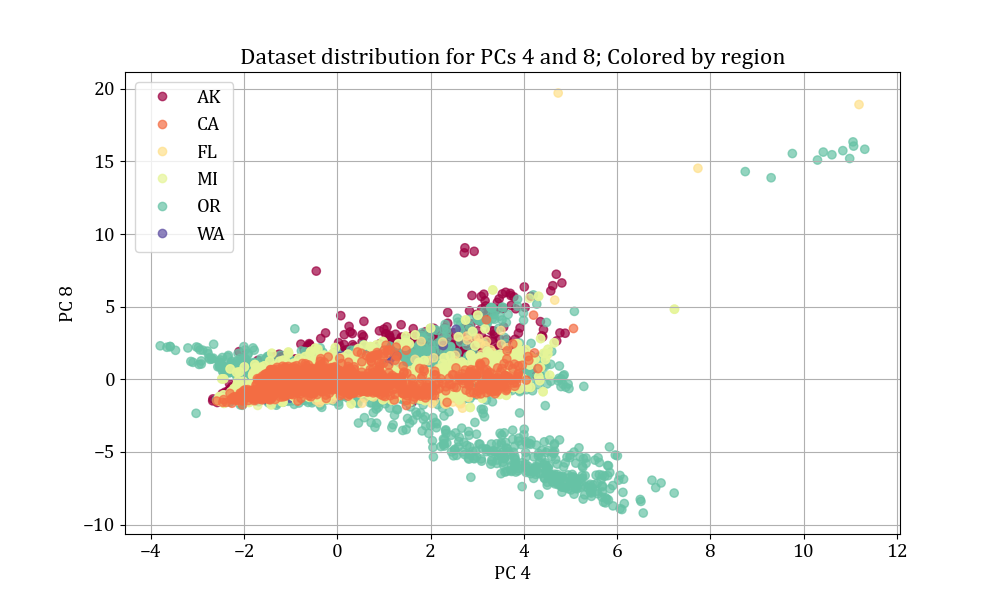 Dataset distribution for PCs 4 and 8; Colored by region
AK
CA
FL
MI
OR
WA
20
15
10
5
0
−5
−10
PC 8
−4 −2 0 2 4 6 8 10 12
PC 4